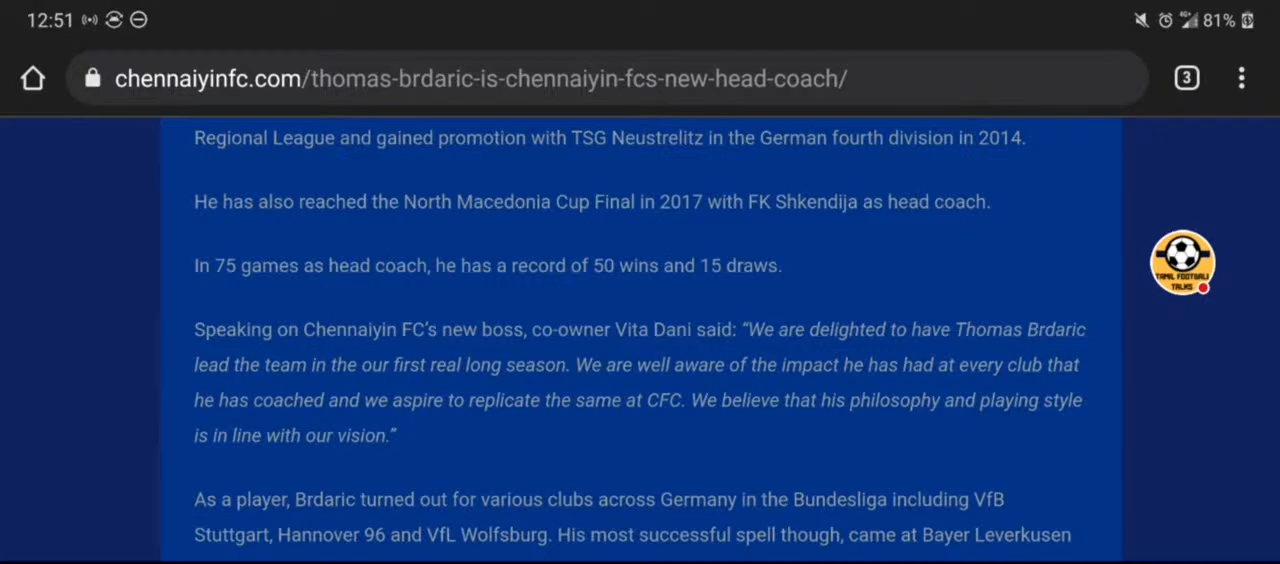 12:51
4G+
81%
chennaiyinfc.com/thomas-brdaric-is-chennaiyin-fcs-new-head-coach/
3
Regional League and gained promotion with TSG Neustrelitz in the German fourth division in 2014.
He has also reached the North Macedonia Cup Final in 2017 with FK Shkendija as head coach.
In 75 games as head coach, he has a record of 50 wins and 15 draws.
TAMIL FOOTBALL
TALKS
Speaking on Chennaiyin FC's new boss, co-owner Vita Dani said: “We are delighted to have Thomas Brdaric
lead the team in the our first real long season. We are well aware of the impact he has had at every club that
he has coached and we aspire to replicate the same at CFC. We believe that his philosophy and playing style
is in line with our vision.”
As a player, Brdaric turned out for various clubs across Germany in the Bundesliga including VfB
Stuttgart, Hannover 96 and VfL Wolfsburg. His most successful spell though, came at Bayer Leverkusen